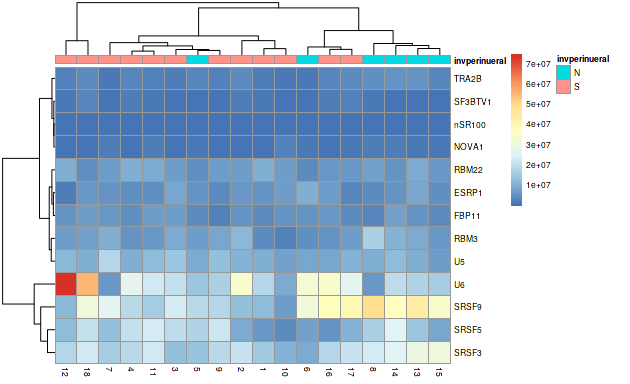 invperinueral
TRA2B
SF3BTV1
nSR100
NOVA1
RBM22
ESRP1
FBP11
RBM3
U5
U6
SRSF9
SRSF5
SRSF3
12 18 7 4 11 3 5 9 2 1 10 6 16 17 8 14 13 15
7e+07
6e+07
5e+07
4e+07
3e+07
2e+07
1e+07
invperinueral
N
S